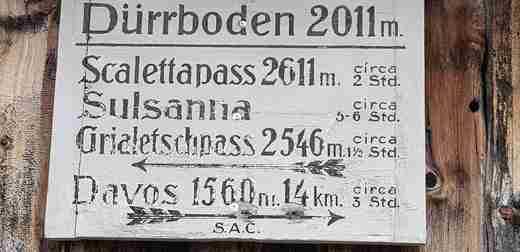 Dürrboden 2011 m.
Scalettapass 2611 m. circa 2 Std.
Sulsanna circa 5-6 Std.
Grialetschpass 2546 m. circa 1½ Std.
Davos 1560 m. 14 km. circa 3 Std.
S.A.C.